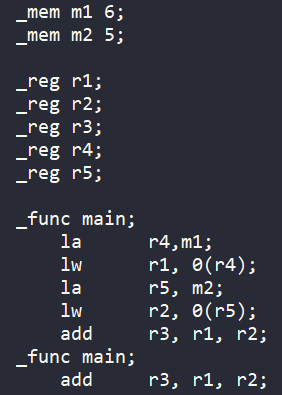 _mem m1 6;
_mem m2 5;
_reg r1;
_reg r2;
_reg r3;
_reg r4;
_reg r5;
_func main;
la r4,m1;
lw r1, 0(r4);
la r5, m2;
lw r2, 0(r5);
add r3, r1, r2;
_func main;
add r3, r1, r2;